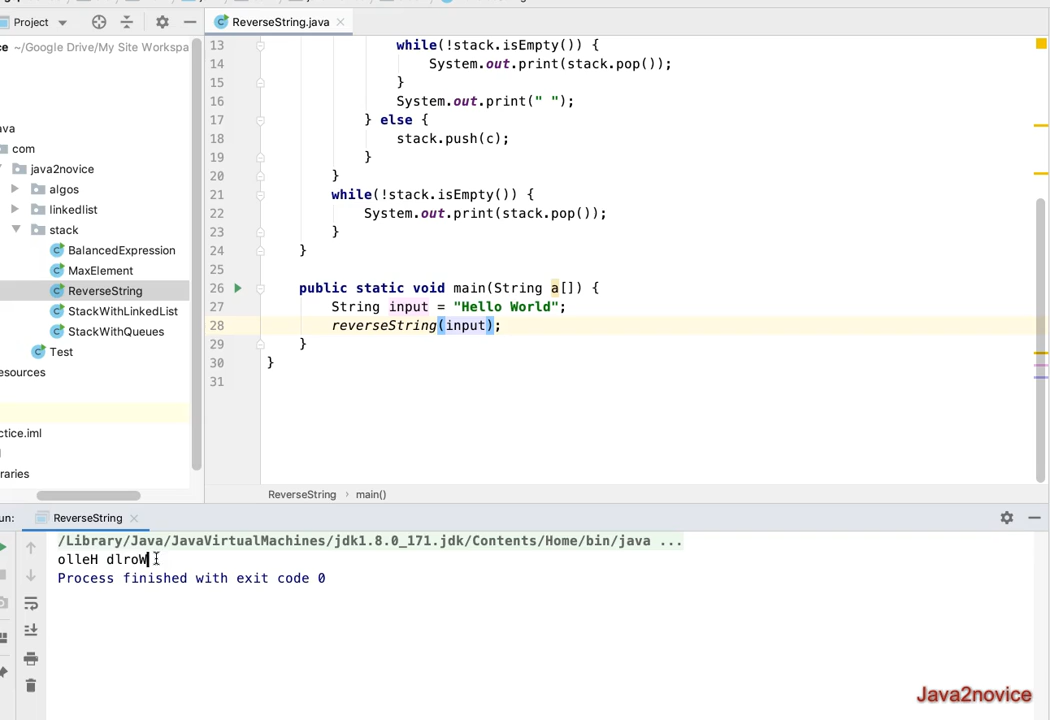 Project
ReverseString.java
ce ~/Google Drive/My Site Workspa
ava
com
java2novice
algos
linkedlist
stack
BalancedExpression
MaxElement
ReverseString
StackWithLinkedList
StackWithQueues
Test
esources
ctice.iml
raries
13 while(!stack.isEmpty()) {
14 System.out.print(stack.pop());
15 }
16 System.out.print(" ");
17 } else {
18 stack.push(c);
19 }
20 }
21 while(!stack.isEmpty()) {
22 System.out.print(stack.pop());
23 }
24 }
25
26 public static void main(String a[]) {
27 String input = "Hello World";
28 reverseString(input);
29 }
30 }
31
ReverseString › main()
un: ReverseString
/Library/Java/JavaVirtualMachines/jdk1.8.0_171.jdk/Contents/Home/bin/java ...
olleH dlroW
Process finished with exit code 0
Java2novice